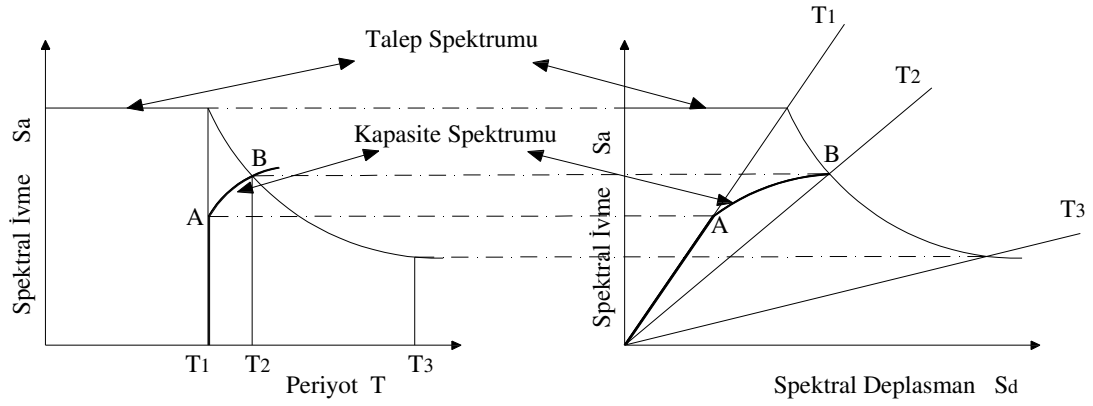 Talep Spektrumu
Kapasite Spektrumu
Spektral İvme Sa
A
B
T1
T2
T3
Periyot T
Spektral İvme Sa
T1
T2
T3
A
B
Spektral Deplasman Sd